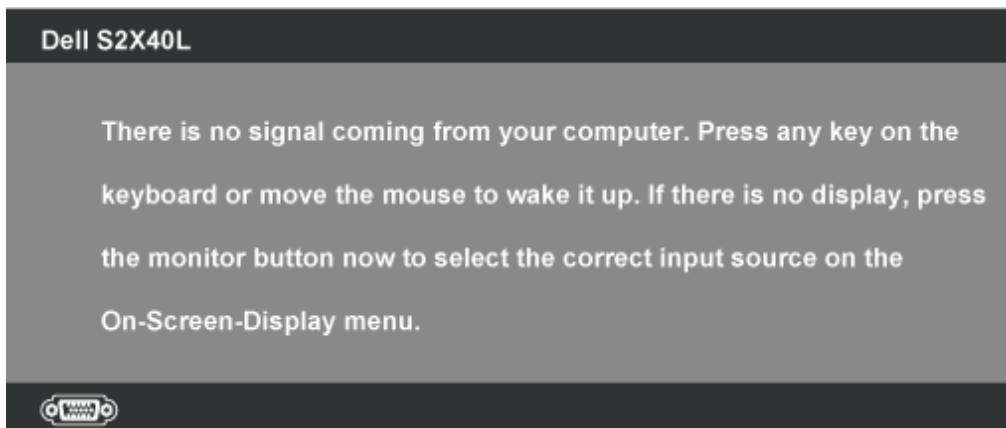 Dell S2X40L
There is no signal coming from your computer. Press any key on the
keyboard or move the mouse to wake it up. If there is no display, press
the monitor button now to select the correct input source on the
On-Screen-Display menu.